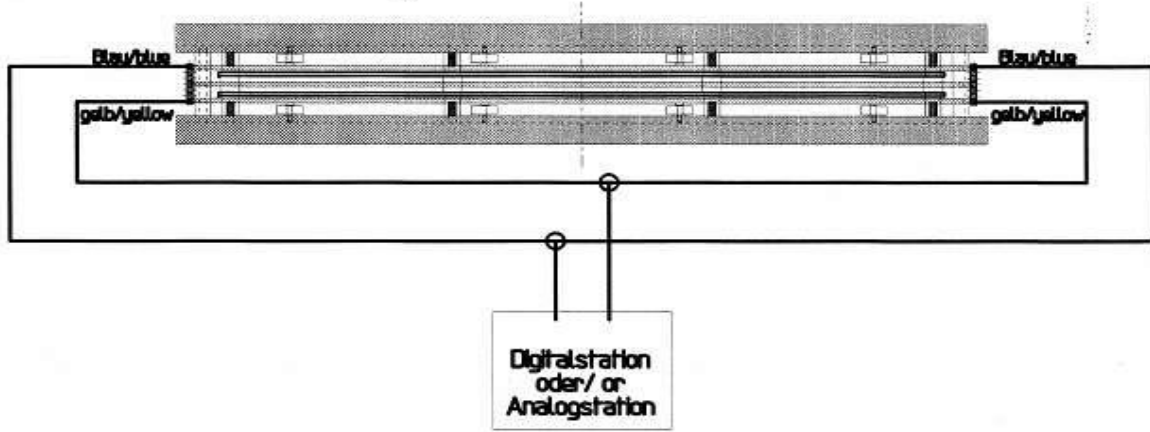 Blau/blue
Blau/blue
gelb/yellow
gelb/yellow
Digitalstation
oder/ or
Analogstation